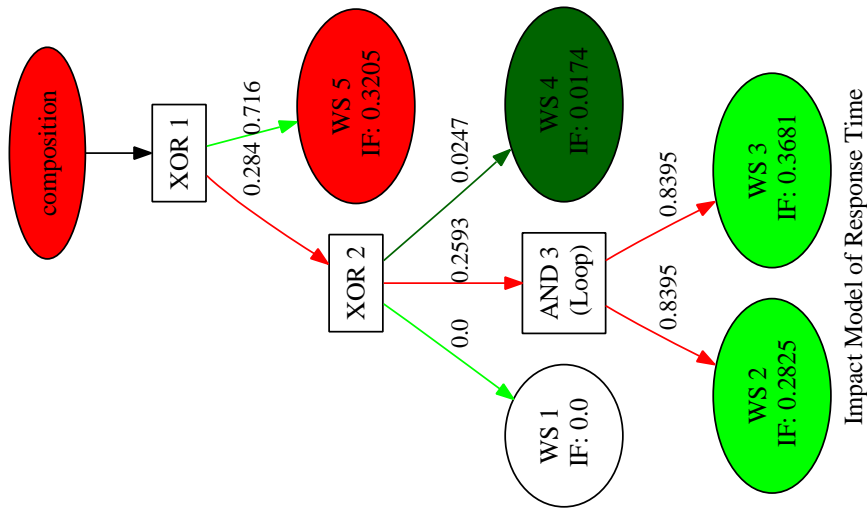 composition
XOR 1
0.284
0.716
WS 5
IF: 0.3205
XOR 2
0.0
0.2593
0.0247
WS 1
IF: 0.0
AND 3
(Loop)
WS 4
IF: 0.0174
0.8395
0.8395
WS 2
IF: 0.2825
WS 3
IF: 0.3681
Impact Model of Response Time